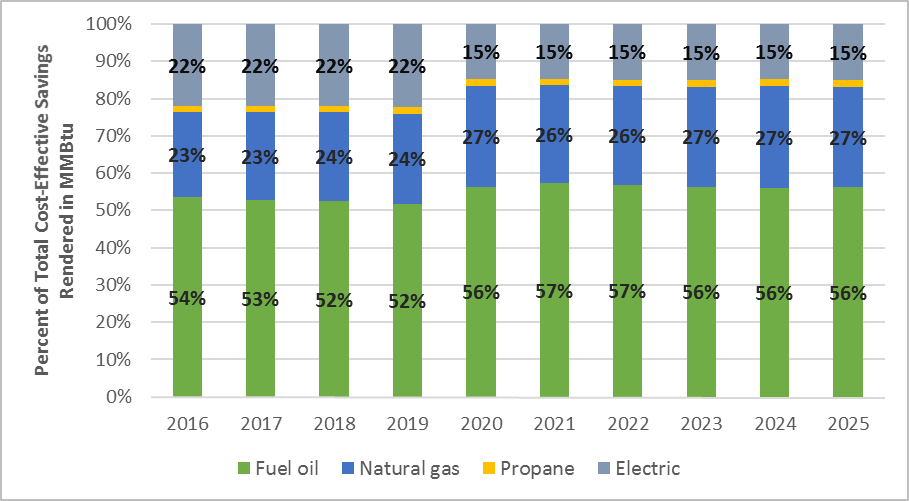 Percent of Total Cost-Effective Savings
Rendered in MMBtu
100%
90%
80%
70%
60%
50%
40%
30%
20%
10%
0%
22% 22% 22% 22% 15% 15% 15% 15% 15% 15%
23% 23% 24% 24% 27% 26% 26% 27% 27% 27%
54% 53% 52% 52% 56% 57% 57% 56% 56% 56%
2016 2017 2018 2019 2020 2021 2022 2023 2024 2025
Fuel oil Natural gas Propane Electric